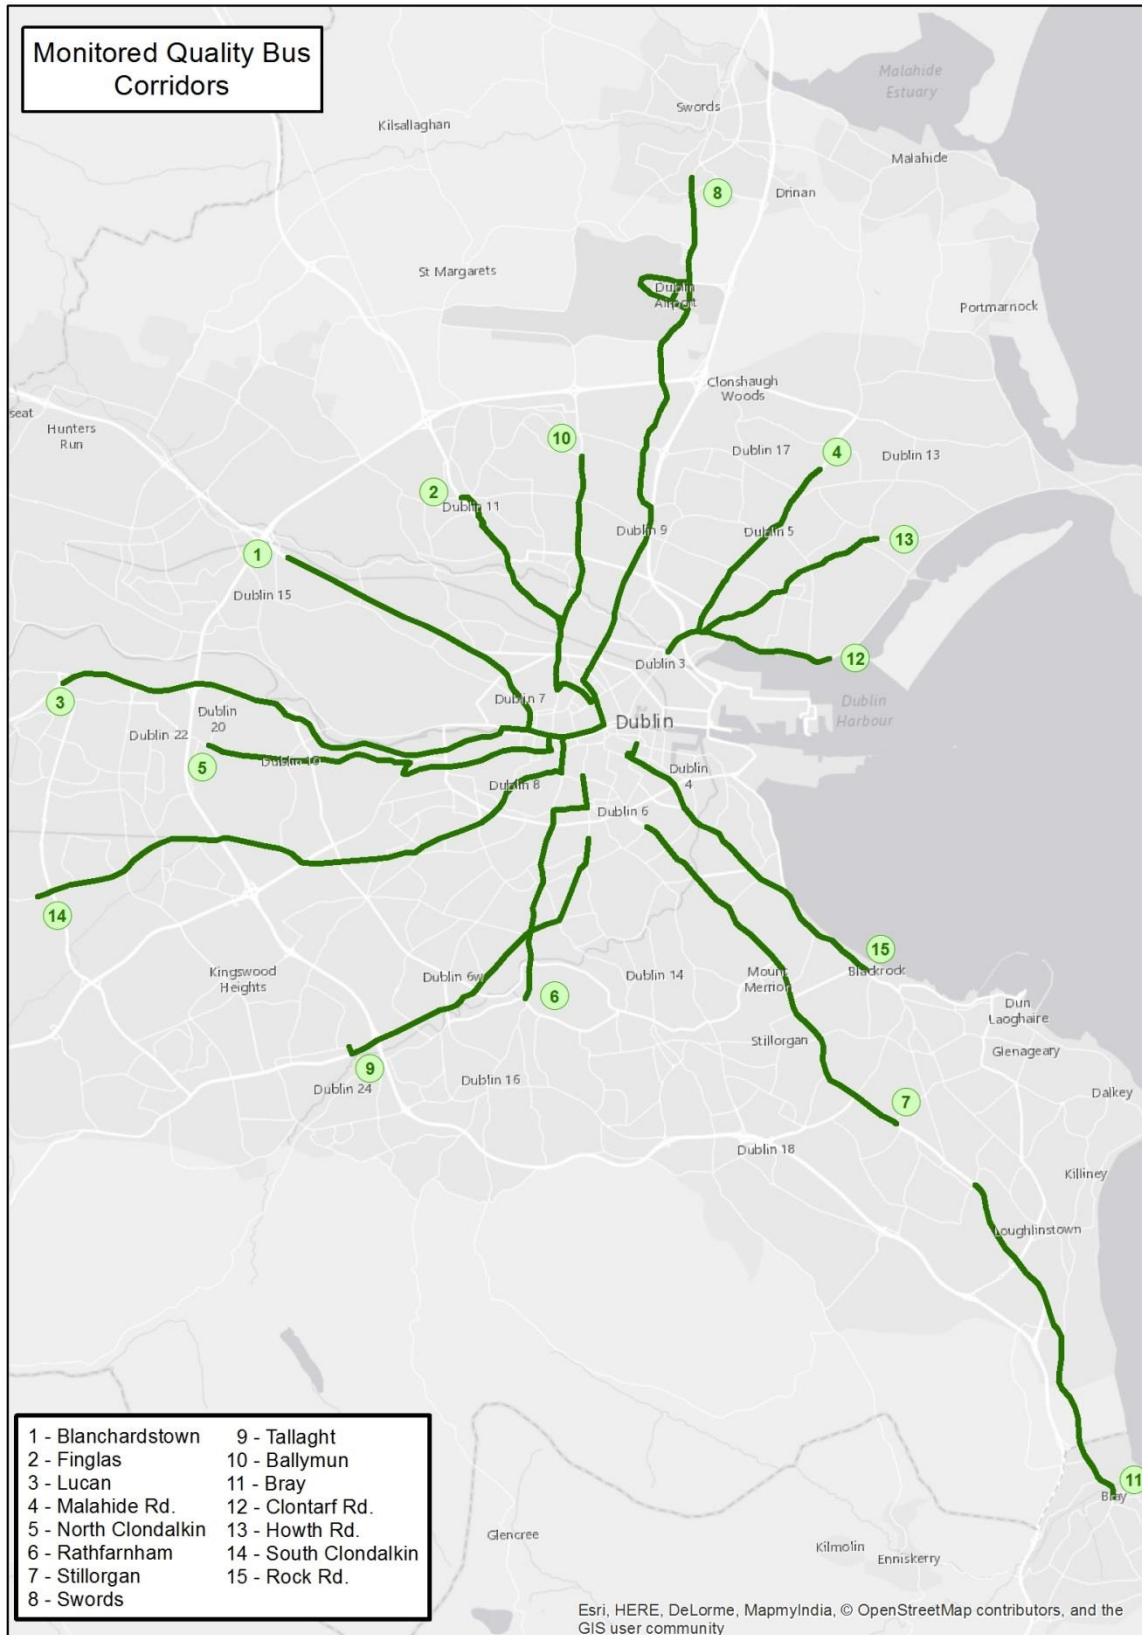 Monitored Quality Bus
Corridors
Malahide
Estuary
Swords
Kilsallaghan
Malahide
8
Drinan
St Margarets
Dublin
Airport
Portmarnock
Clonshaugh
Woods
seat
Hunters
Run
10
4
Dublin 17
Dublin 13
2
Dublin 11
Dublin 9
Dublin 5
13
1
Dublin 15
Dublin 3
12
3
Dublin 7
Dublin
Harbour
Dublin
20
Dublin
Dublin 22
5
Dublin 10
Dublin
4
Dublin 8
Dublin 6
14
15
Blackrock
Kingswood
Heights
Dublin 6w
Dublin 14
Mount
Merrion
6
Dun
Laoghaire
Stillorgan
Glenageary
9
Dublin 24
Dublin 16
7
Dalkey
Dublin 18
Killiney
Loughlinstown
11
Bray
1 - Blanchardstown
2 - Finglas
3 - Lucan
4 - Malahide Rd.
5 - North Clondalkin
6 - Rathfarnham
7 - Stillorgan
8 - Swords
9 - Tallaght
10 - Ballymun
11 - Bray
12 - Clontarf Rd.
13 - Howth Rd.
14 - South Clondalkin
15 - Rock Rd.
Glencree
Kilmolin
Enniskerry
Esri, HERE, DeLorme, MapmyIndia, © OpenStreetMap contributors, and the
GIS user community